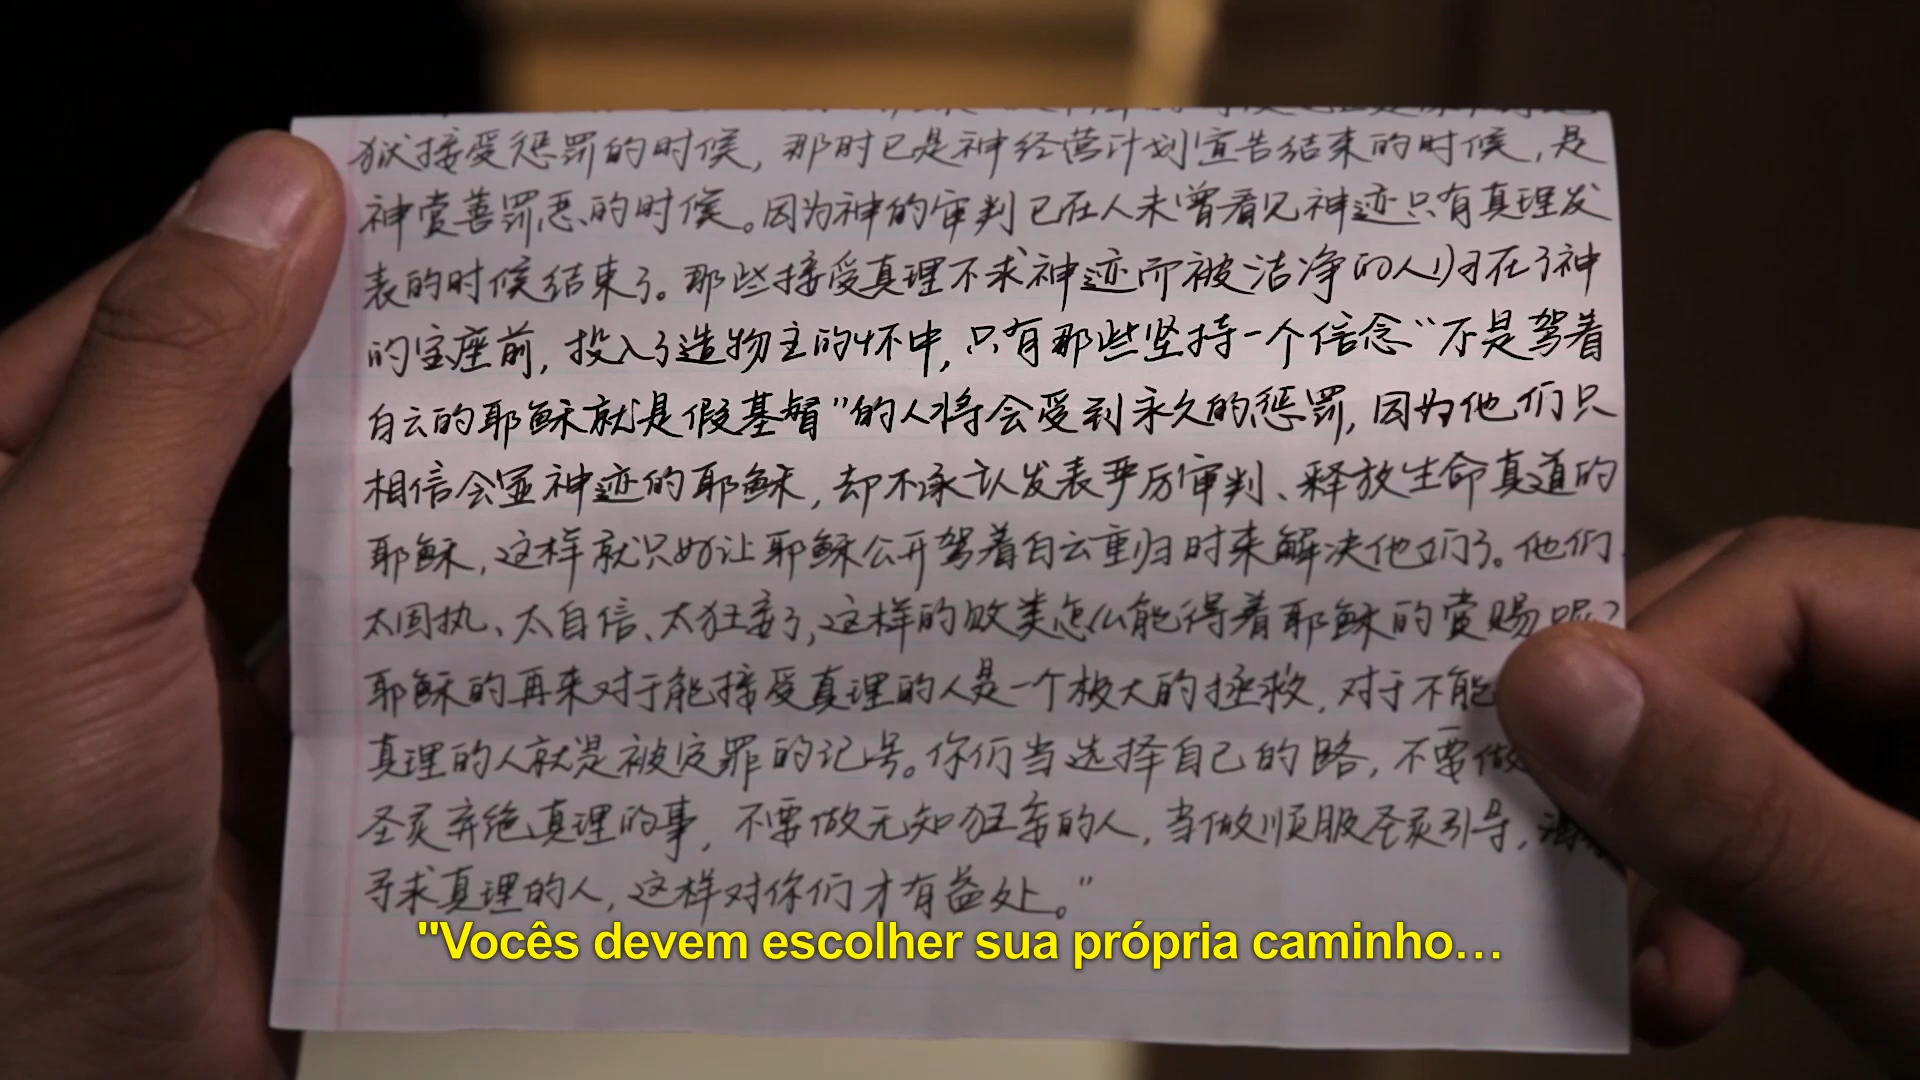 狱接受惩罚的时候，那时已是神经营计划宣告结束的时候，是
神赏善罚恶的时候。因为神的审判已在人未曾看见神迹只有真理发
表的时候结束了。那些接受真理不求神迹而被洁净的人归在了神
的宝座前，投入了造物主的怀中，只有那些坚持一个信念“不是驾着
白云的耶稣就是假基督”的人将会受到永久的惩罚，因为他们只
相信会显神迹的耶稣，却不承认发表严厉审判、释放生命真道的
耶稣，这样就只好让耶稣公开驾着白云重归时来解决他们了。他们
太固执、太自信、太狂妄了，这样的败类怎么能得着耶稣的赏赐呢？
耶稣的再来对于能接受真理的人是一个极大的拯救，对于不能
真理的人就是被定罪的记号。你们当选择自己的路，不要做
圣灵弃绝真理的事，不要做无知狂妄的人，当做顺服圣灵引导，
寻求真理的人，这样对你们才有益处。”
"Vocês devem escolher sua própria caminho…